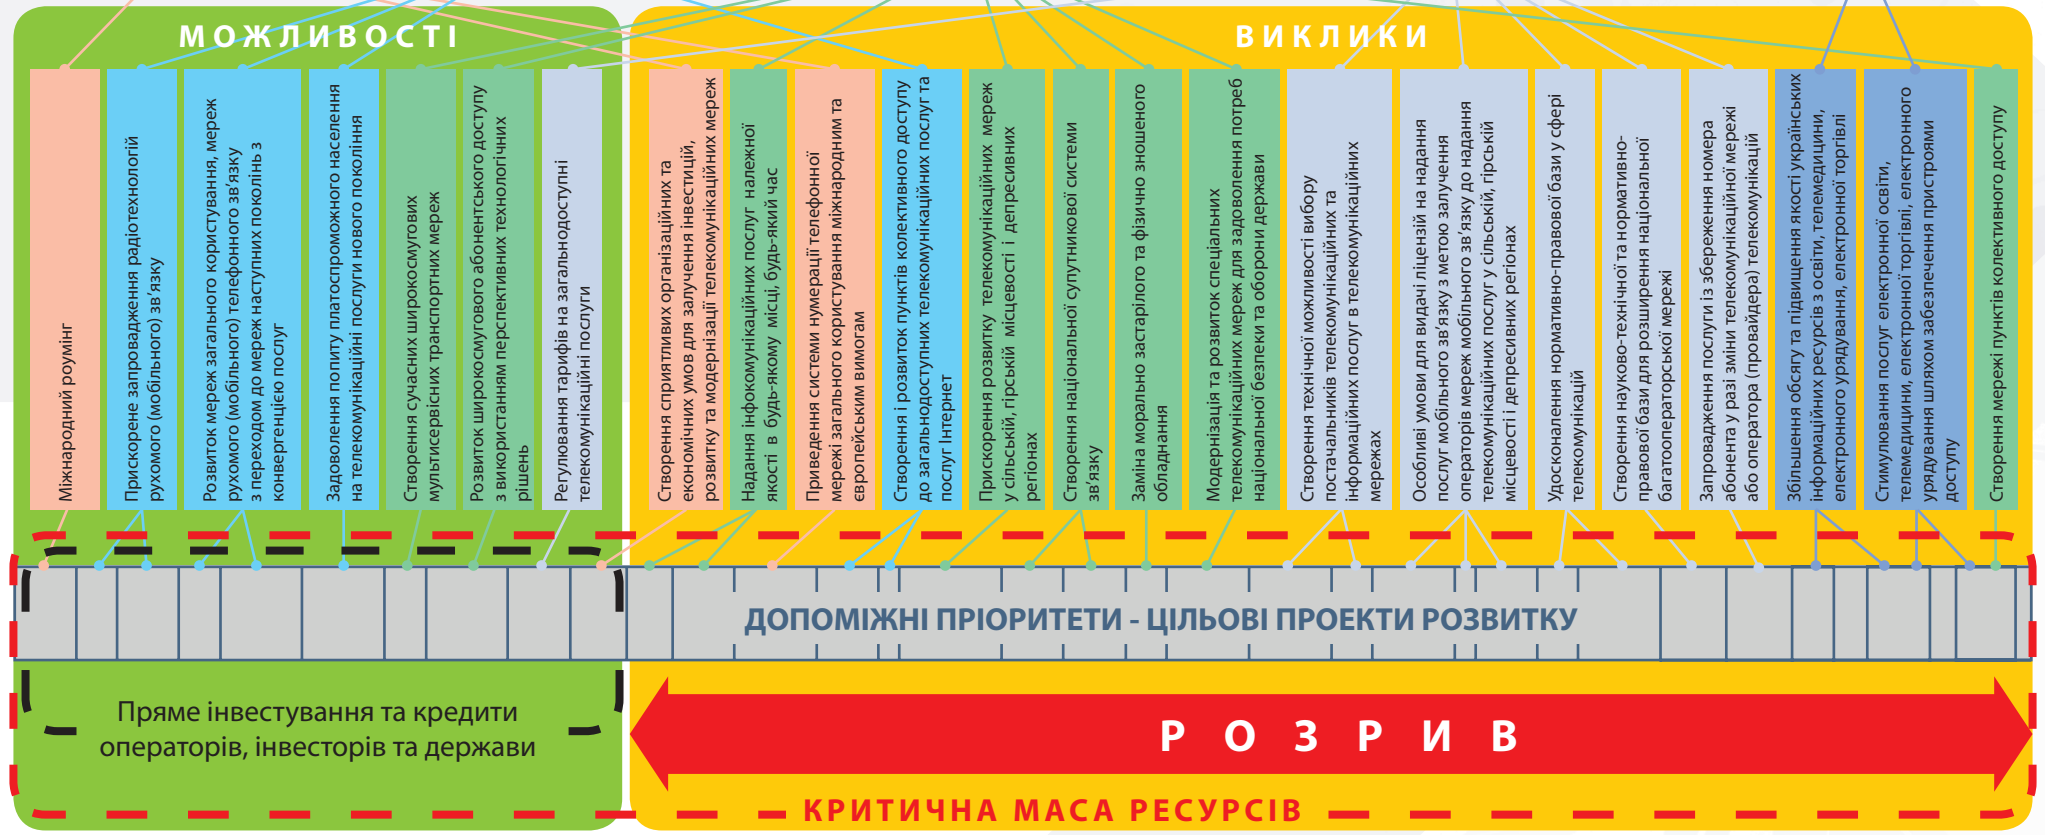 МОЖЛИВОСТІ
ВИКЛИКИ
Міжнародний роумінг
Прискорене запровадження радіотехнологій
рухомого (мобільного) зв’язку
Розвиток мереж загального користування, мереж
рухомого (мобільного) телефонного зв’язку
з переходом до мереж наступних поколінь з
конвергенцією послуг
Задоволення попиту платоспроможного населення
на телекомунікаційні послуги нового покоління
Створення сучасних широкосмугових
мультисервісних транспортних мереж
Розвиток широкосмугового абонентського доступу
з використанням перспективних технологічних
рішень
Регулювання тарифів на загальнодоступні
телекомунікаційні послуги
Створення сприятливих організаційних та
економічних умов для залучення інвестицій,
розвитку та модернізації телекомунікаційних мереж
Надання інфокомунікаційних послуг належної
якості в будь-якому місці, будь-який час
Приведення системи нумерації телефонної
мережі загального користування міжнародним та
європейським вимогам
Створення і розвиток пунктів колективного доступу
до загальнодоступних телекомунікаційних послуг та
послуг Інтернет
Прискорення розвитку телекомунікаційних мереж
у сільській, гірській місцевості і депресивних
регіонах
Створення національної супутникової системи
зв’язку
Заміна морально застарілого та фізично зношеного
обладнання
Модернізація та розвиток спеціальних
телекомунікаційних мереж для задоволення потреб
національної безпеки та оборони держави
Створення технічної можливості вибору
постачальників телекомунікаційних та
інформаційних послуг в телекомунікаційних
мережах
Особливі умови для видачі ліцензій на надання
послуг мобільного зв’язку з метою залучення
операторів мереж мобільного зв’язку до надання
телекомунікаційних послуг у сільській, гірській
місцевості і депресивних регіонах
Удосконалення нормативно-правової бази у сфері
телекомунікацій
Створення науково-технічної та нормативно-
правової бази для розширення національної
багатооператорської мережі
Запровадження послуги із збереження номера
абонента у разі зміни телекомунікаційної мережі
або оператора (провайдера) телекомунікацій
Збільшення обсягу та підвищення якості українських
інформаційних ресурсів з освіти, телемедицини,
електронного урядування, електронної торгівлі
Стимулювання послуг електронної освіти,
телемедицини, електронної торгівлі, електронного
урядування шляхом забезпечення пристроями
доступу
Створення мережі пунктів колективного доступу
ДОПОМІЖНІ ПРІОРИТЕТИ - ЦІЛЬОВІ ПРОЕКТИ РОЗВИТКУ
Пряме інвестування та кредити
операторів, інвесторів та держави
РОЗРИВ
КРИТИЧНА МАСА РЕСУРСІВ